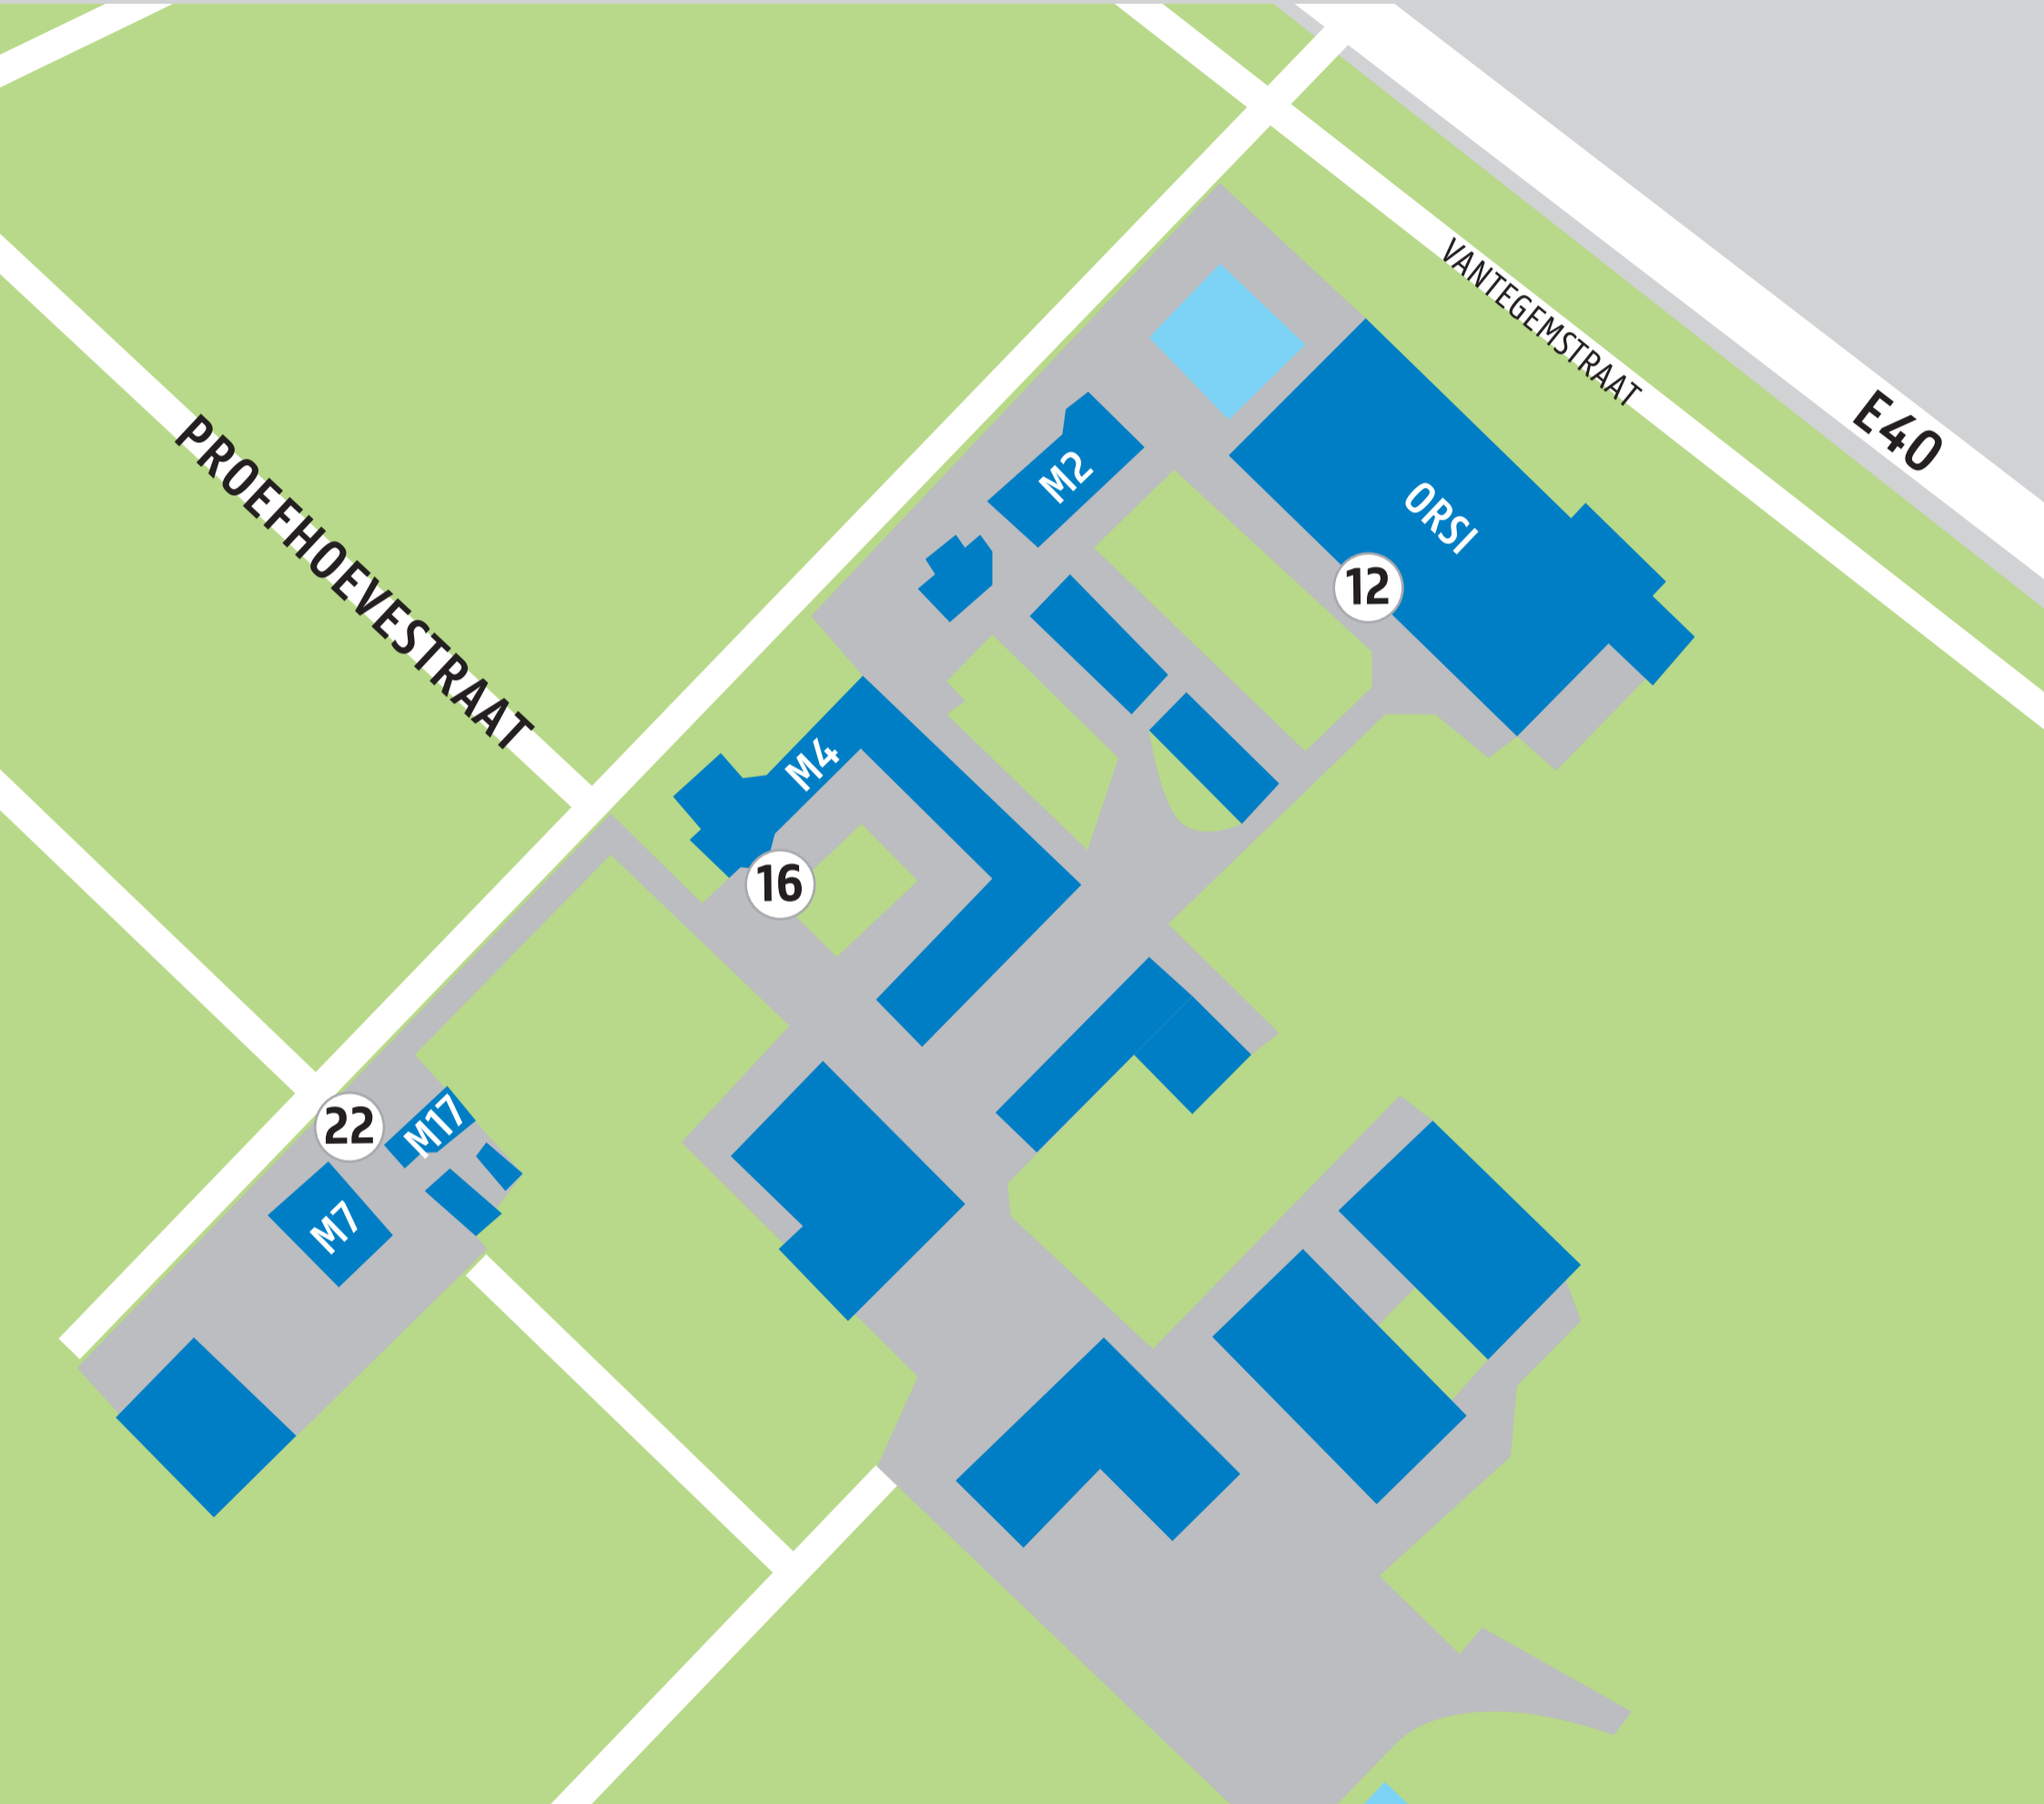 VANTEGEMSTRAAT
E40
PROEFHOEVESTRAAT
M2
ORSI
12
M4
16
22
M17
M7